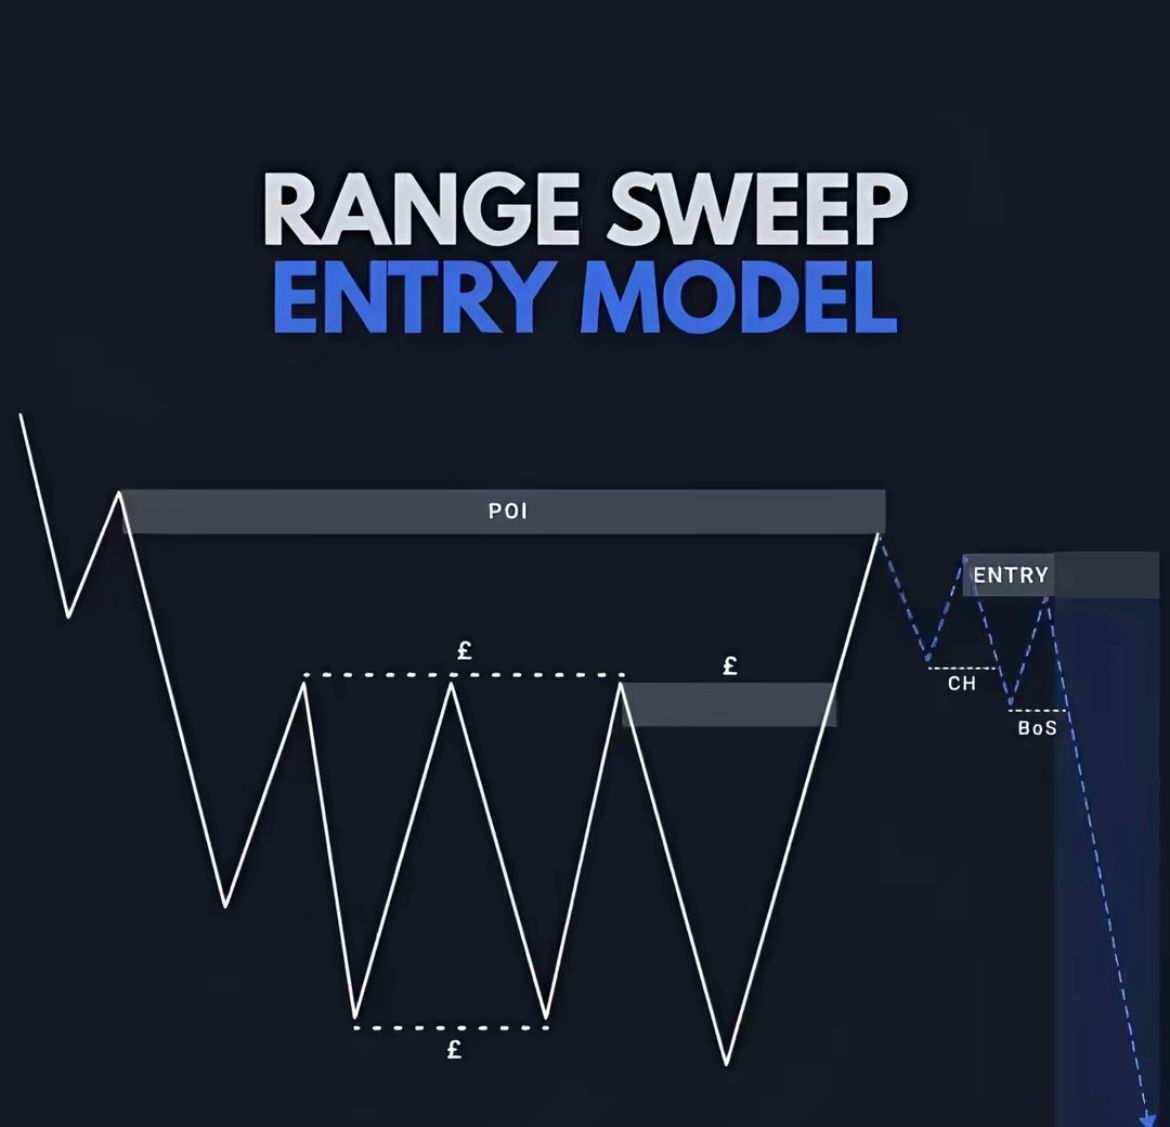 RANGE SWEEP
ENTRY MODEL
POI
ENTRY
£
£
CH
BoS
£